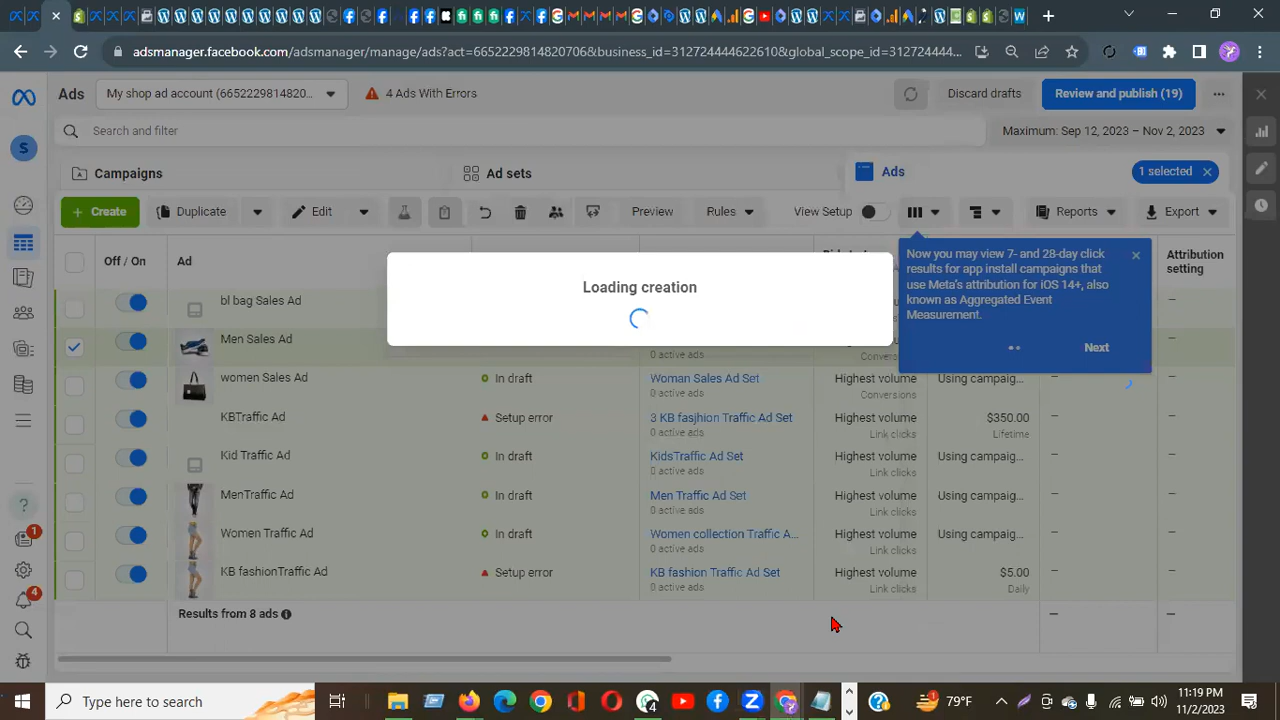 adsmanager.facebook.com/adsmanager/manage/ads?act=6652229814820706&business_id=3127244446226610&global_scope_id=312724444...
Ads
My shop ad account (6652229814820...
4 Ads With Errors
Discard drafts
Review and publish (19)
Search and filter
Maximum: Sep 12, 2023 – Nov 2, 2023
S
Campaigns
Ad sets
Ads
1 selected
Create
Duplicate
Edit
Preview
Rules
View Setup
Reports
Export
Off / On
Ad
Attribution setting
Now you may view 7- and 28-day click
results for app install campaigns that
use Meta's attribution for iOS 14+, also
known as Aggregated Event
Measurement.
Next
Loading creation
bl bag Sales Ad
Men Sales Ad
0 active ads
Conversions
women Sales Ad
In draft
Woman Sales Ad Set
0 active ads
Highest volume
Conversions
Using campaig...
–
–
KBTraffic Ad
Setup error
3 KB fasjhion Traffic Ad Set
0 active ads
Highest volume
Link clicks
$350.00
Lifetime
–
–
Kid Traffic Ad
In draft
KidsTraffic Ad Set
0 active ads
Highest volume
Link clicks
Using campaig...
–
–
MenTraffic Ad
In draft
Men Traffic Ad Set
0 active ads
Highest volume
Link clicks
Using campaig...
–
–
Women Traffic Ad
In draft
Women collection Traffic A...
0 active ads
Highest volume
Link clicks
Using campaig...
–
–
KB fashionTraffic Ad
Setup error
KB fashion Traffic Ad Set
0 active ads
Highest volume
Link clicks
$5.00
Daily
–
–
Results from 8 ads
–
–
1
4
Type here to search
4
1
79°F
11:19 PM
11/2/2023